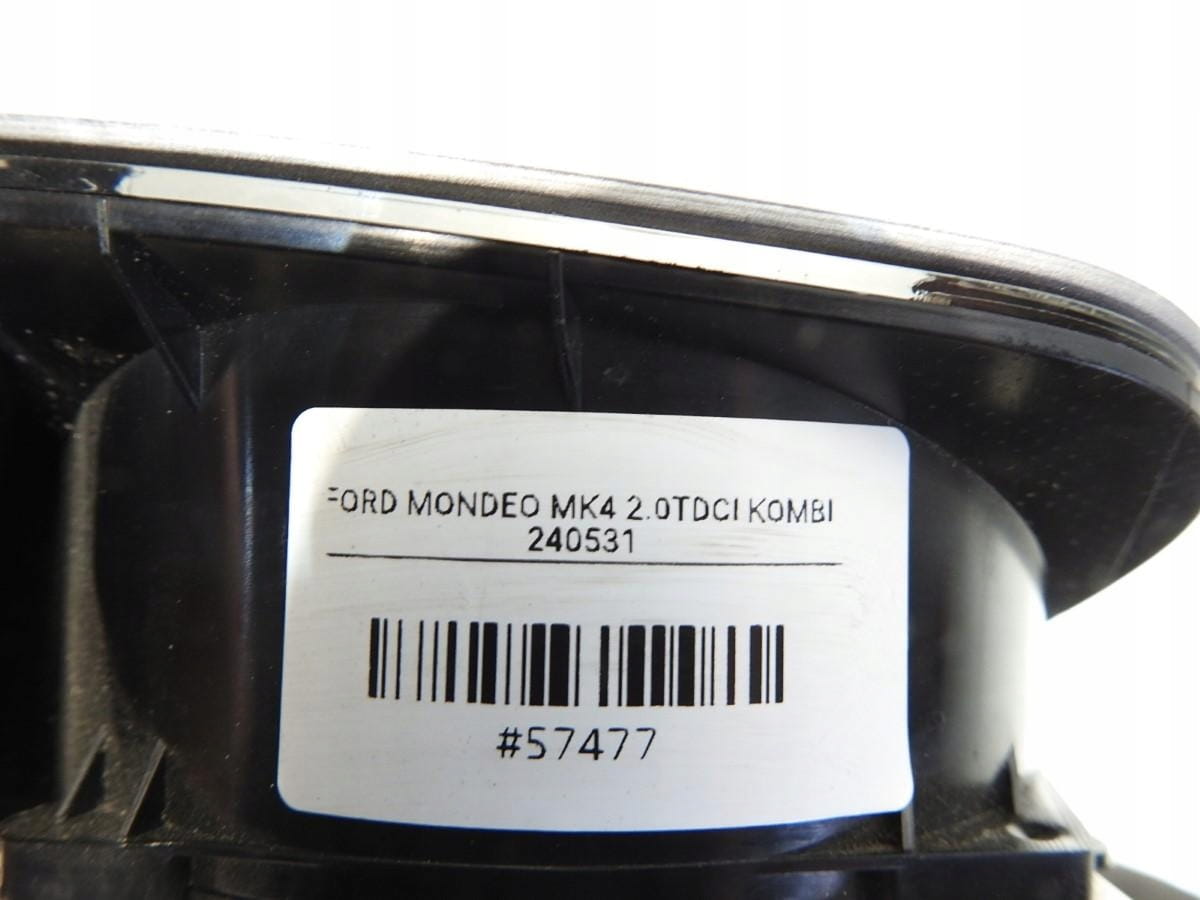 FORD MONDEO MK4 2.0TDCI KOMBI
240531
#57477